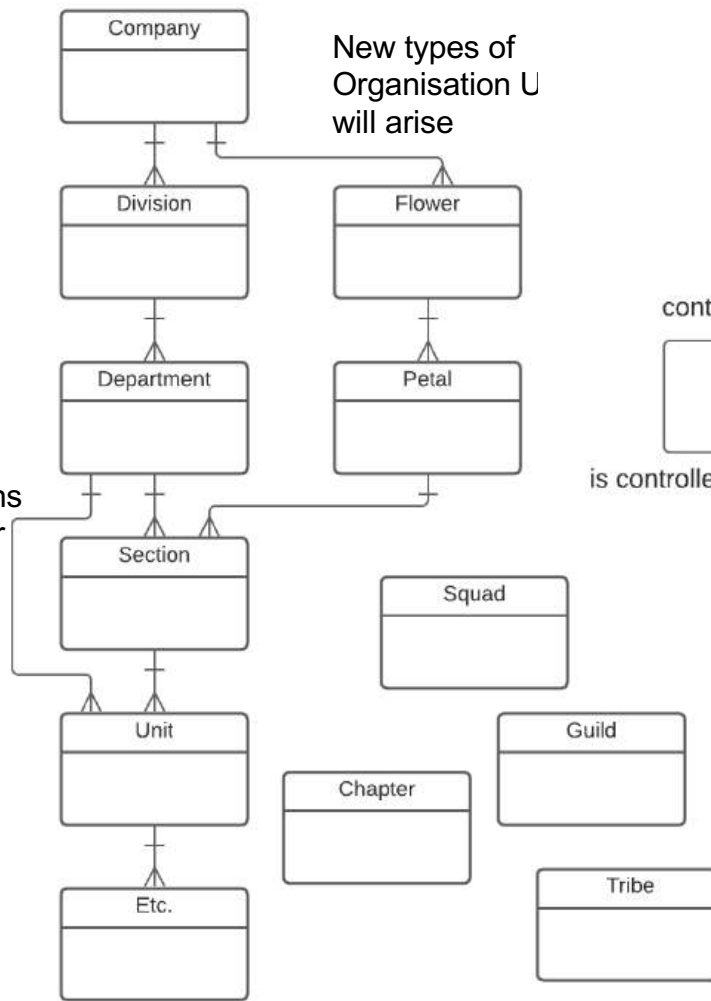 Company
New types of
Organisation U
will arise
Division
Flower
cont
Department
Petal
is controlle
ns
r
Section
Squad
Unit
Guild
Chapter
Tribe
Etc.